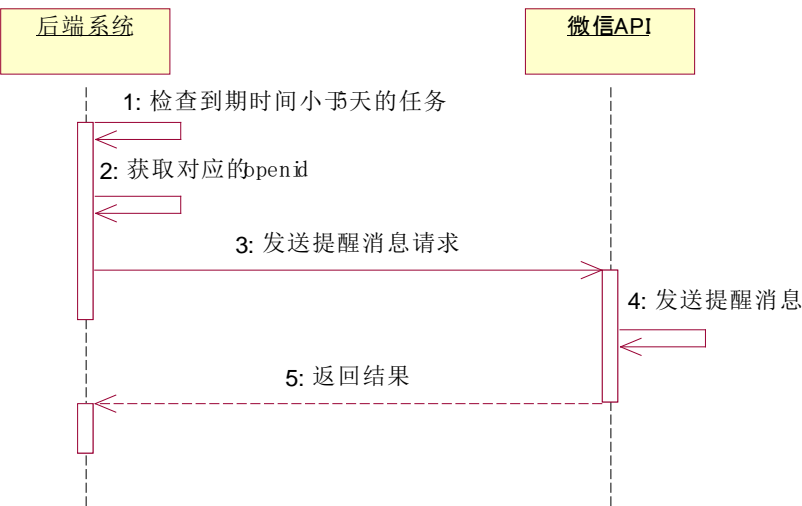 后端系统
微信API
1: 检查到期时间小于5天的任务
2: 获取对应的openid
3: 发送提醒消息请求
4: 发送提醒消息
5: 返回结果